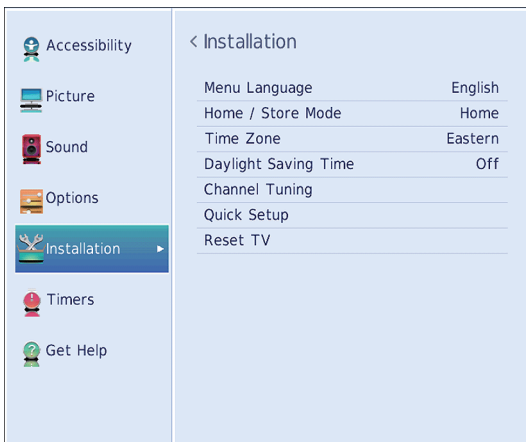 Accessibility
Picture
Sound
Options
Installation
Timers
Get Help
< Installation
Menu Language English
Home / Store Mode Home
Time Zone Eastern
Daylight Saving Time Off
Channel Tuning
Quick Setup
Reset TV